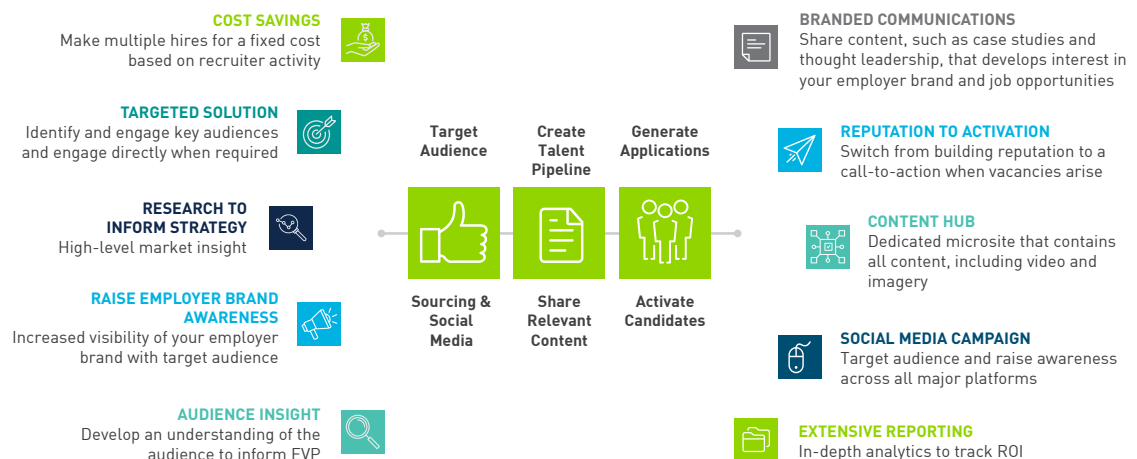 COST SAVINGS
Make multiple hires for a fixed cost
based on recruiter activity
TARGETED SOLUTION
Identify and engage key audiences
and engage directly when required
RESEARCH TO
INFORM STRATEGY
High-level market insight
RAISE EMPLOYER BRAND
AWARENESS
Increased visibility of your employer
brand with target audience
AUDIENCE INSIGHT
Develop an understanding of the
audience to inform EVP
Target
Audience
Create
Talent
Pipeline
Generate
Applications
$
Sourcing &
Social
Media
Share
Relevant
Content
Activate
Candidates
BRANDED COMMUNICATIONS
Share content, such as case studies and
thought leadership, that develops interest in
your employer brand and job opportunities
REPUTATION TO ACTIVATION
Switch from building reputation to a
call-to-action when vacancies arise
CONTENT HUB
Dedicated microsite that contains
all content, including video and
imagery
SOCIAL MEDIA CAMPAIGN
Target audience and raise awareness
across all major platforms
EXTENSIVE REPORTING
In-depth analytics to track ROI